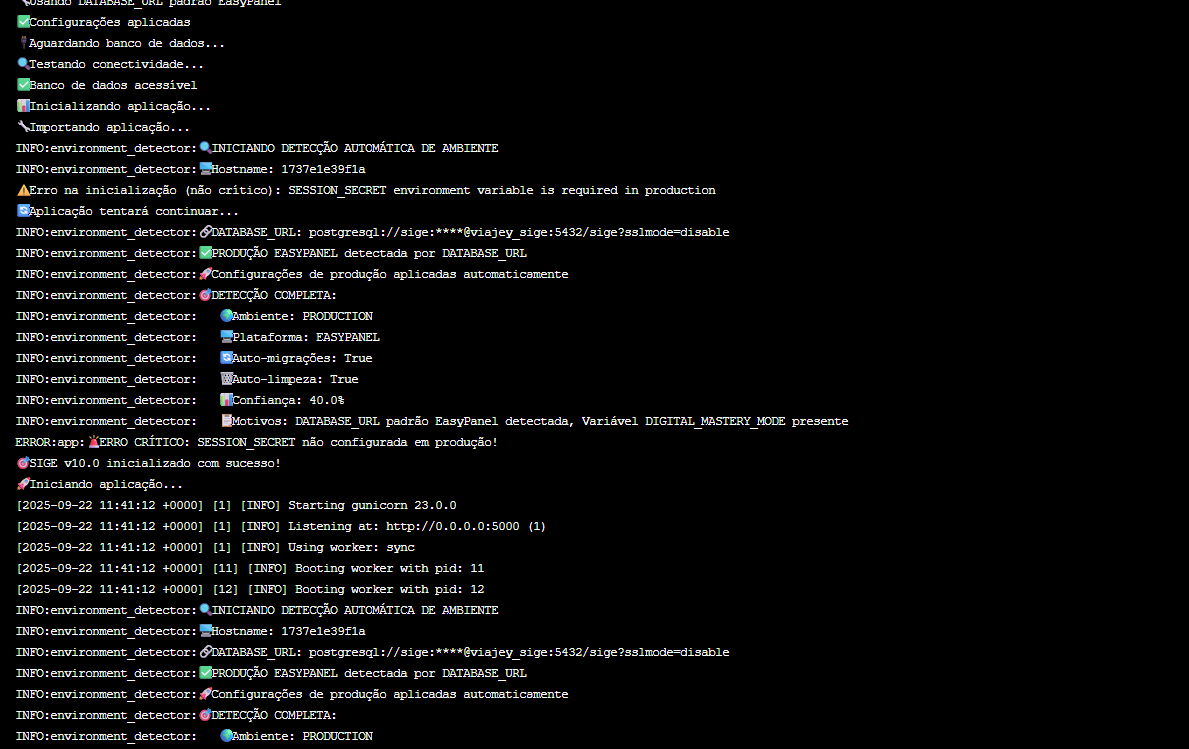 Usando DATABASE_URL padrão EasyPanel
✅Configurações aplicadas
Aguardando banco de dados...
🔍Testando conectividade...
✅Banco de dados acessível
📊Inicializando aplicação...
🔧Importando aplicação...
INFO:environment_detector:🔍INICIANDO DETECÇÃO AUTOMÁTICA DE AMBIENTE
INFO:environment_detector:🖥️Hostname: 1737e1e39f1a
⚠️Erro na inicialização (não crítico): SESSION_SECRET environment variable is required in production
🔄Aplicação tentará continuar...
INFO:environment_detector:🔗DATABASE_URL: postgresql://sige:****@viajey_sige:5432/sige?sslmode=disable
INFO:environment_detector:✅PRODUÇÃO EASYPANEL detectada por DATABASE_URL
INFO:environment_detector:🚀Configurações de produção aplicadas automaticamente
INFO:environment_detector:🎯DETECÇÃO COMPLETA:
INFO:environment_detector:   🌍Ambiente: PRODUCTION
INFO:environment_detector:   🖥️Plataforma: EASYPANEL
INFO:environment_detector:   🔄Auto-migrações: True
INFO:environment_detector:   🗑️Auto-limpeza: True
INFO:environment_detector:   📊Confiança: 40.0%
INFO:environment_detector:   📋Motivos: DATABASE_URL padrão EasyPanel detectada, Variável DIGITAL_MASTERY_MODE presente
ERROR:app:🚨ERRO CRÍTICO: SESSION_SECRET não configurada em produção!
🎯SIGE v10.0 inicializado com sucesso!
🚀Iniciando aplicação...
[2025-09-22 11:41:12 +0000] [1] [INFO] Starting gunicorn 23.0.0
[2025-09-22 11:41:12 +0000] [1] [INFO] Listening at: http://0.0.0.0:5000 (1)
[2025-09-22 11:41:12 +0000] [1] [INFO] Using worker: sync
[2025-09-22 11:41:12 +0000] [11] [INFO] Booting worker with pid: 11
[2025-09-22 11:41:12 +0000] [12] [INFO] Booting worker with pid: 12
INFO:environment_detector:🔍INICIANDO DETECÇÃO AUTOMÁTICA DE AMBIENTE
INFO:environment_detector:🖥️Hostname: 1737e1e39f1a
INFO:environment_detector:🔗DATABASE_URL: postgresql://sige:****@viajey_sige:5432/sige?sslmode=disable
INFO:environment_detector:✅PRODUÇÃO EASYPANEL detectada por DATABASE_URL
INFO:environment_detector:🚀Configurações de produção aplicadas automaticamente
INFO:environment_detector:🎯DETECÇÃO COMPLETA:
INFO:environment_detector:   🌍Ambiente: PRODUCTION